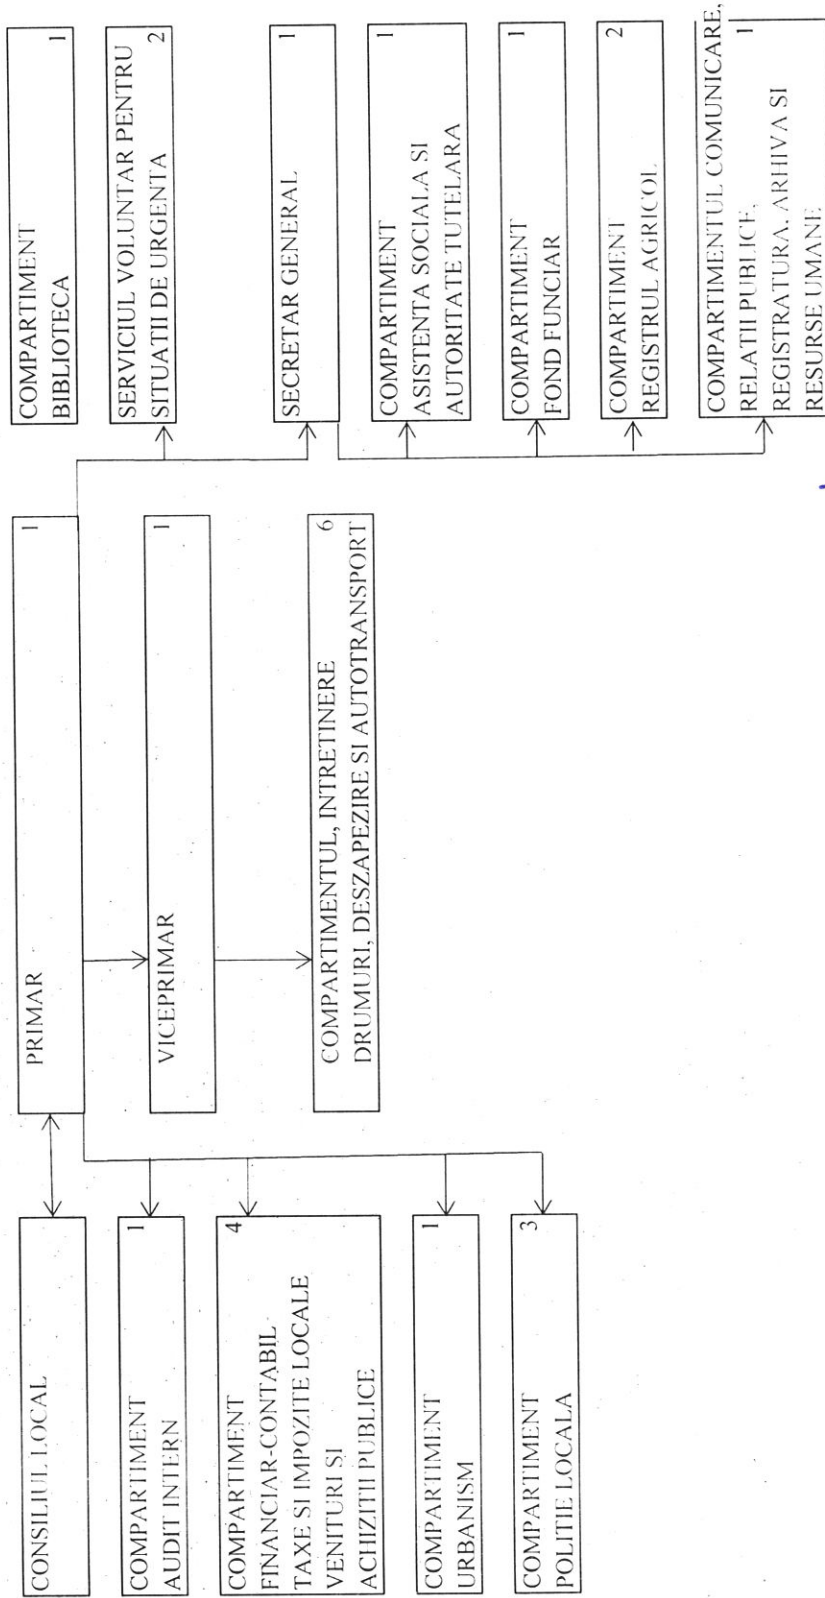 CONSILIUL LOCAL
COMPARTIMENT 1
AUDIT INTERN
COMPARTIMENT 4
FINANCIAR-CONTABIL
TAXE SI IMPOZITE LOCALE
VENITURI SI
ACHIZITII PUBLICE
COMPARTIMENT 1
URBANISM
COMPARTIMENT 3
POLITIE LOCALA
PRIMAR 1
VICEPRIMAR 1
COMPARTIMENTUL, INTRETINERE 6
DRUMURI, DESZAPEZIRE SI AUTOTRANSPORT
COMPARTIMENT 1
BIBLIOTECA
SERVICIUL VOLUNTAR PENTRU
SITUATII DE URGENTA 2
SECRETAR GENERAL 1
COMPARTIMENT 1
ASISTENTA SOCIALA SI
AUTORITATE TUTELARA
COMPARTIMENT 1
FOND FUNCIAR
COMPARTIMENT 2
REGISTRUL AGRICOL
COMPARTIMENTUL COMUNICARE,
RELATII PUBLICE, 1
REGISTRATURA, ARHIVA SI
RESURSE UMANE